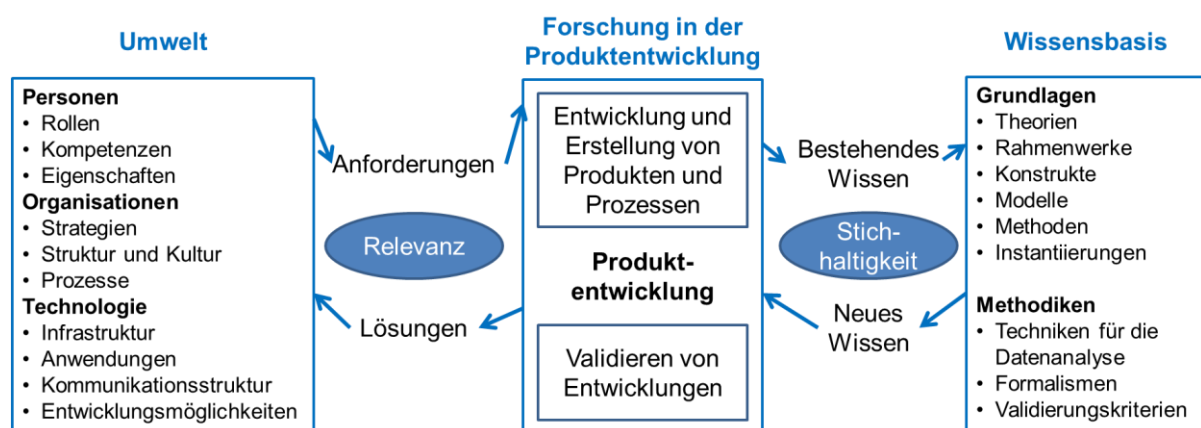 Umwelt
Personen
• Rollen
• Kompetenzen
• Eigenschaften
Organisationen
• Strategien
• Struktur und Kultur
• Prozesse
Technologie
• Infrastruktur
• Anwendungen
• Kommunikationsstruktur
• Entwicklungsmöglichkeiten
Anforderungen
Relevanz
Lösungen
Forschung in der
Produktentwicklung
Entwicklung und
Erstellung von
Produkten und
Prozessen
Produkt-
entwicklung
Validieren von
Entwicklungen
Bestehendes
Wissen
Stich-
haltigkeit
Neues
Wissen
Wissensbasis
Grundlagen
• Theorien
• Rahmenwerke
• Konstrukte
• Modelle
• Methoden
• Instantiierungen
Methodiken
• Techniken für die
Datenanalyse
• Formalismen
• Validierungskriterien